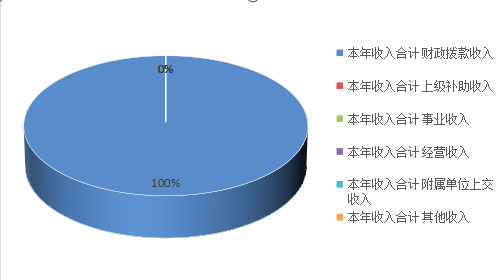 0%
100%
本年收入合计 财政拨款收入
本年收入合计 上级补助收入
本年收入合计 事业收入
本年收入合计 经营收入
本年收入合计 附属单位上交
收入
本年收入合计 其他收入